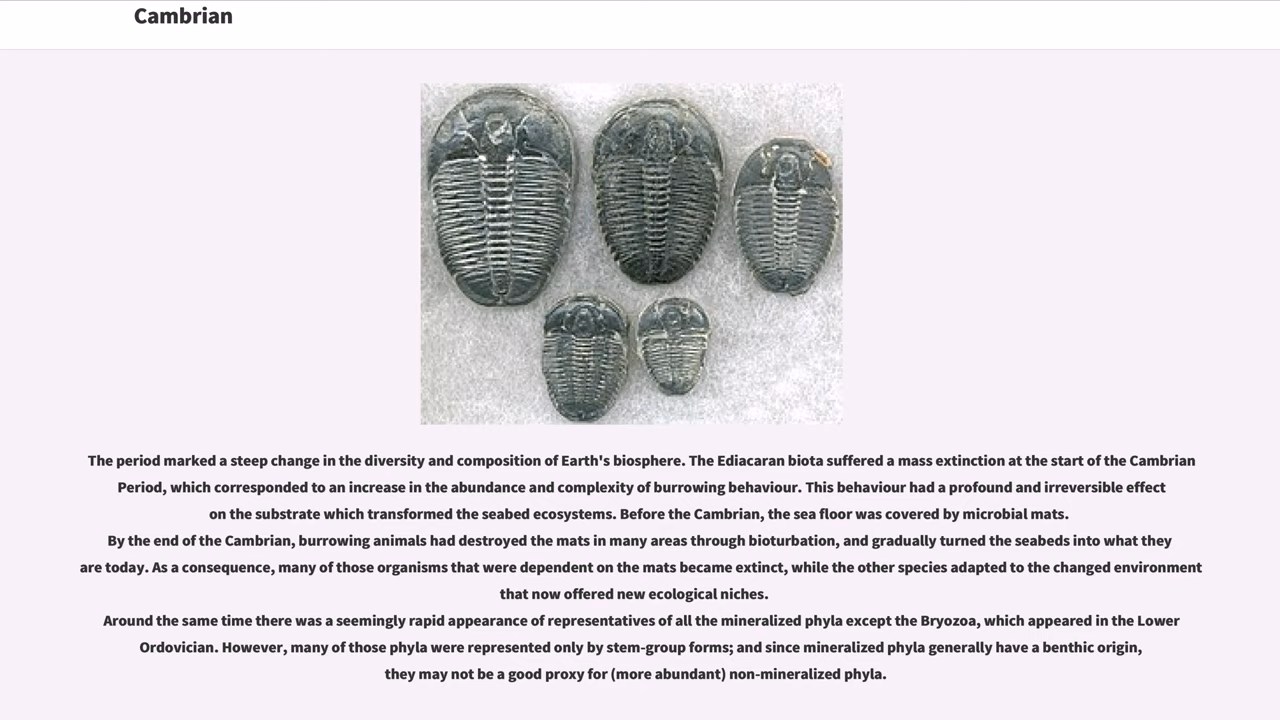 Cambrian
The period marked a steep change in the diversity and composition of Earth's biosphere. The Ediacaran biota suffered a mass extinction at the start of the Cambrian
Period, which corresponded to an increase in the abundance and complexity of burrowing behaviour. This behaviour had a profound and irreversible effect
on the substrate which transformed the seabed ecosystems. Before the Cambrian, the sea floor was covered by microbial mats.
By the end of the Cambrian, burrowing animals had destroyed the mats in many areas through bioturbation, and gradually turned the seabeds into what they
are today. As a consequence, many of those organisms that were dependent on the mats became extinct, while the other species adapted to the changed environment
that now offered new ecological niches.
Around the same time there was a seemingly rapid appearance of representatives of all the mineralized phyla except the Bryozoa, which appeared in the Lower
Ordovician. However, many of those phyla were represented only by stem-group forms; and since mineralized phyla generally have a benthic origin,
they may not be a good proxy for (more abundant) non-mineralized phyla.